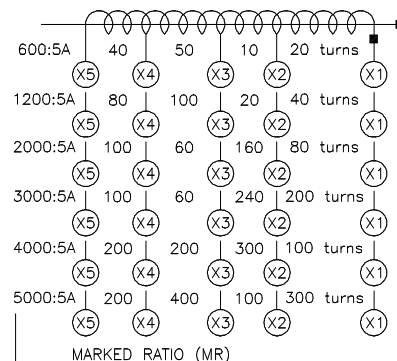 600:5A 40 50 10 20 turns
X5 X4 X3 X2 X1
1200:5A 80 100 20 40 turns
X5 X4 X3 X2 X1
2000:5A 100 60 160 80 turns
X5 X4 X3 X2 X1
3000:5A 100 60 240 200 turns
X5 X4 X3 X2 X1
4000:5A 200 200 300 100 turns
X5 X4 X3 X2 X1
5000:5A 200 400 100 300 turns
X5 X4 X3 X2 X1
MARKED RATIO (MR)